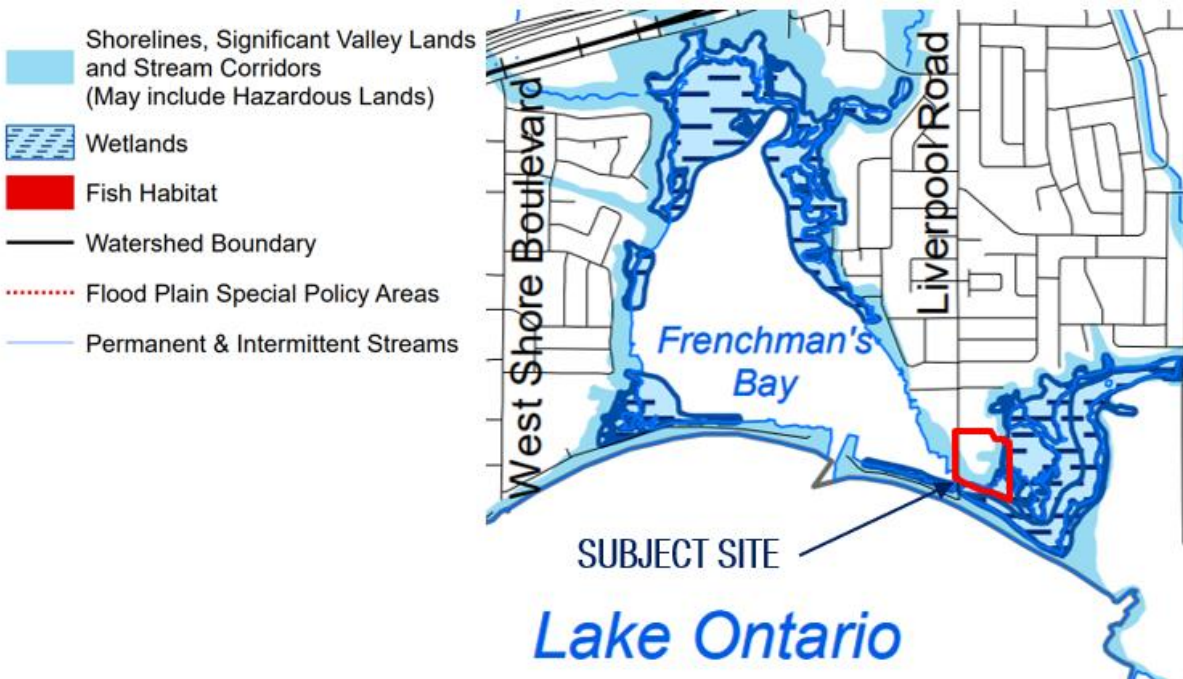 Shorelines, Significant Valley Lands
and Stream Corridors
(May include Hazardous Lands)
Wetlands
Fish Habitat
Watershed Boundary
Flood Plain Special Policy Areas
Permanent & Intermittent Streams
West Shore Boulevard
Liverpool Road
Frenchman's
Bay
SUBJECT SITE
Lake Ontario